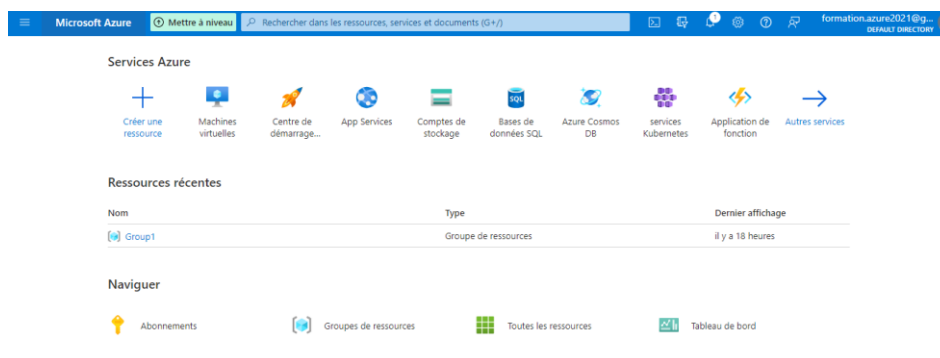 Microsoft Azure Mettre à niveau Rechercher dans les ressources, services et documents (G+/) 1 formation.azure2021@g...
DEFAULT DIRECTORY
Services Azure
SQL
Créer une ressource
Machines virtuelles
Centre de démarrage...
App Services
Comptes de stockage
Bases de données SQL
Azure Cosmos DB
services Kubernetes
Application de fonction
Autres services
Ressources récentes
Nom Type Dernier affichage
Group1 Groupe de ressources il y a 18 heures
Naviguer
Abonnements Groupes de ressources Toutes les ressources Tableau de bord